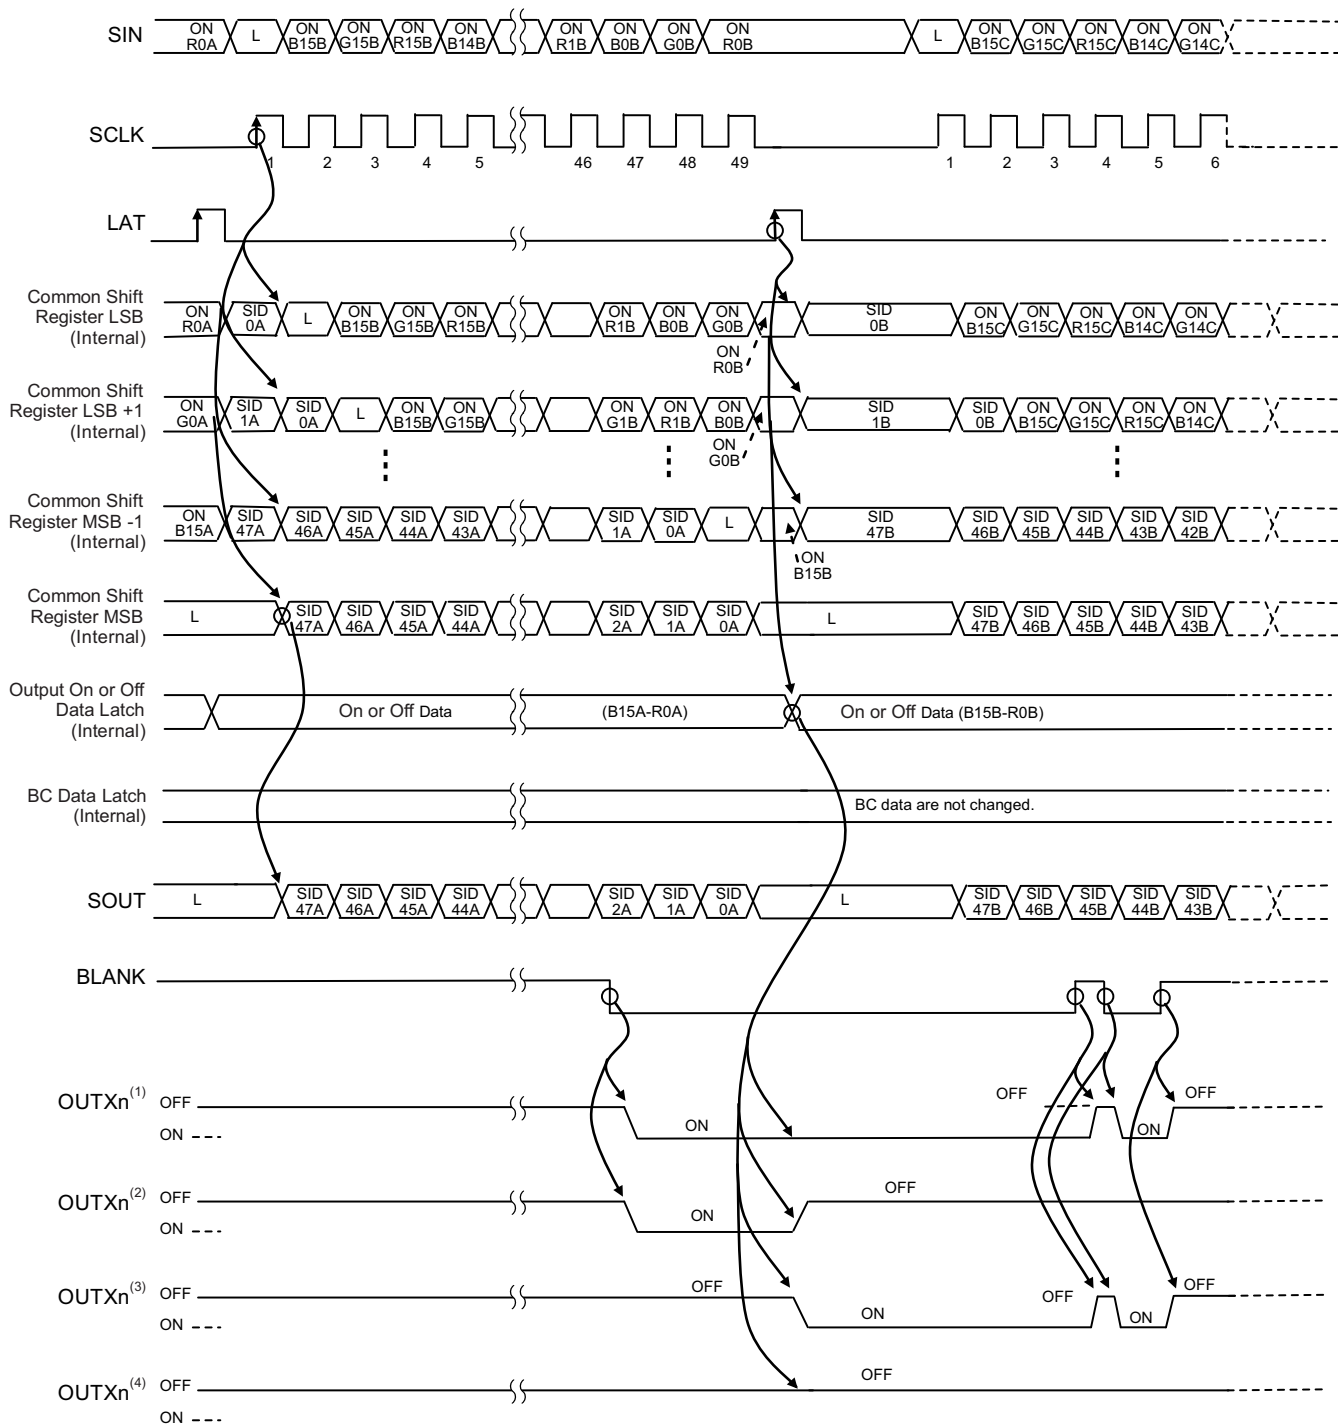 SIN
ON R0A
L
ON B15B
ON G15B
ON R15B
ON B14B
ON R1B
ON B0B
ON G0B
ON R0B
L
ON B15C
ON G15C
ON R15C
ON B14C
ON G14C
SCLK
1 2 3 4 5 46 47 48 49 1 2 3 4 5 6
LAT
Common Shift
Register LSB
(Internal)
ON R0A
SID 0A
L
ON B15B
ON G15B
ON R15B
ON R1B
ON B0B
ON G0B
ON R0B
SID 0B
ON B15C
ON G15C
ON R15C
ON B14C
ON G14C
Common Shift
Register LSB +1
(Internal)
ON G0A
SID 1A
SID 0A
L
ON B15B
ON G15B
ON G1B
ON R1B
ON B0B
ON G0B
SID 1B
SID 0B
ON B15C
ON G15C
ON R15C
ON B14C
Common Shift
Register MSB -1
(Internal)
ON B15A
SID 47A
SID 46A
SID 45A
SID 44A
SID 43A
SID 1A
SID 0A
L
ON B15B
SID 47B
SID 46B
SID 45B
SID 44B
SID 43B
SID 42B
Common Shift
Register MSB
(Internal)
L
SID 47A
SID 46A
SID 45A
SID 44A
SID 2A
SID 1A
SID 0A
L
SID 47B
SID 46B
SID 45B
SID 44B
SID 43B
Output On or Off
Data Latch
(Internal)
On or Off Data
(B15A-R0A)
On or Off Data (B15B-R0B)
BC Data Latch
(Internal)
BC data are not changed.
SOUT
L
SID 47A
SID 46A
SID 45A
SID 44A
SID 2A
SID 1A
SID 0A
L
SID 47B
SID 46B
SID 45B
SID 44B
SID 43B
BLANK
OUTXn(1)
OFF
ON
ON
OFF
ON
OFF
OUTXn(2)
OFF
ON
ON
OFF
OUTXn(3)
OFF
ON
OFF
ON
OFF
ON
OFF
OUTXn(4)
OFF
ON
OFF